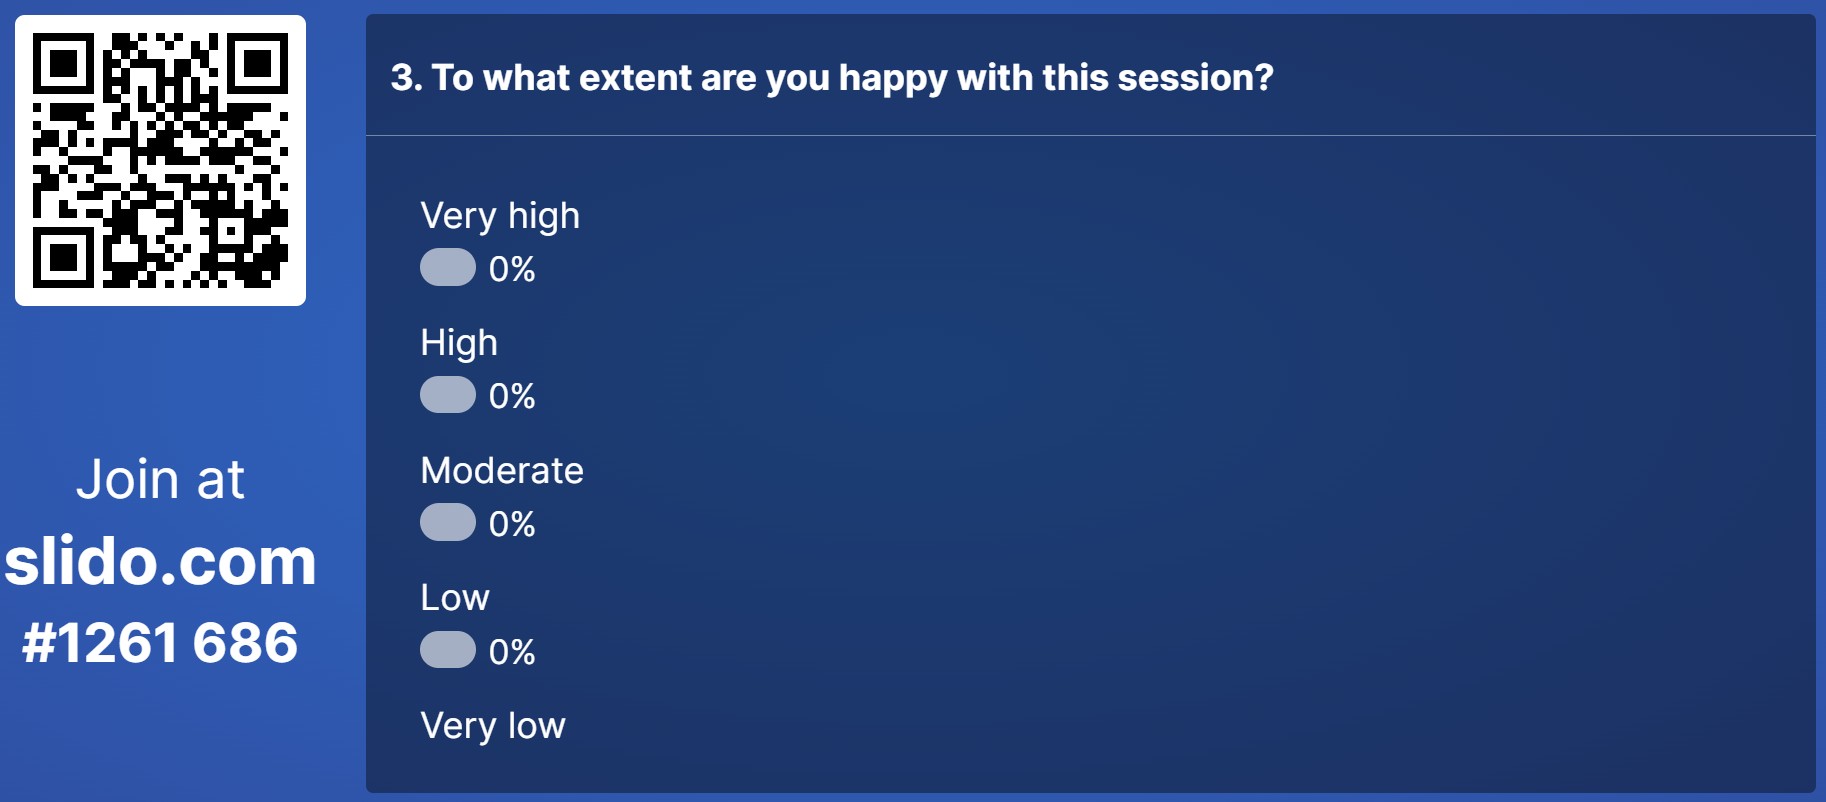 3. To what extent are you happy with this session?
Very high
0%
High
0%
Moderate
0%
Low
0%
Very low
Join at
slido.com
#1261 686